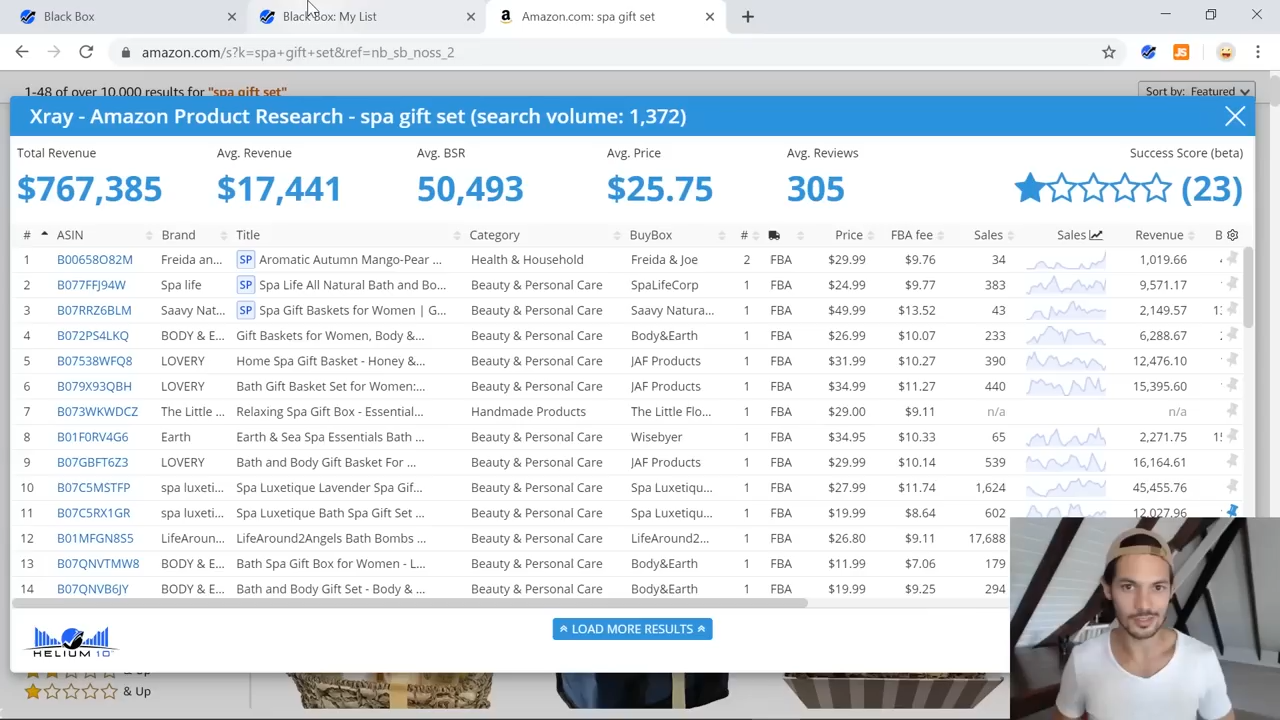 Black Box
Black Box: My List
Amazon.com: spa gift set
amazon.com/s?k=spa+gift+set&ref=nb_sb_noss_2
1-48 of over 10,000 results for "spa gift set"
Sort by: Featured
Xray - Amazon Product Research - spa gift set (search volume: 1,372)
Total Revenue Avg. Revenue Avg. BSR Avg. Price Avg. Reviews Success Score (beta)
$767,385 $17,441 50,493 $25.75 305 (23)
# ASIN Brand Title Category BuyBox # Price FBA fee Sales Sales Revenue B
1 B00658O82M Freida an... SP Aromatic Autumn Mango-Pear ... Health & Household Freida & Joe 2 FBA $29.99 $9.76 34 1,019.66
2 B077FFJ94W Spa life SP Spa Life All Natural Bath and Bo... Beauty & Personal Care SpaLifeCorp 1 FBA $24.99 $9.77 383 9,571.17
3 B07RRZ6BLM Saavy Nat... SP Spa Gift Baskets for Women | G... Beauty & Personal Care Saavy Natura... 1 FBA $49.99 $13.52 43 2,149.57
4 B072PS4LKQ BODY & E... Gift Baskets for Women, Body &... Beauty & Personal Care Body&Earth 1 FBA $26.99 $10.07 233 6,288.67
5 B07538WFQ8 LOVERY Home Spa Gift Basket - Honey &... Beauty & Personal Care JAF Products 1 FBA $31.99 $10.27 390 12,476.10
6 B079X93QBH LOVERY Bath Gift Basket Set for Women:... Beauty & Personal Care JAF Products 1 FBA $34.99 $11.27 440 15,395.60
7 B073WKWDCZ The Little ... Relaxing Spa Gift Box - Essential... Handmade Products The Little Flo... 1 FBA $29.00 $9.11 n/a n/a
8 B01F0RV4G6 Earth Earth & Sea Spa Essentials Bath ... Beauty & Personal Care Wisebyer 1 FBA $34.95 $10.33 65 2,271.75
9 B07GBFT6Z3 LOVERY Bath and Body Gift Basket For ... Beauty & Personal Care JAF Products 1 FBA $29.99 $10.14 539 16,164.61
10 B07C5MSTFP spa luxeti... Spa Luxetique Lavender Spa Gif... Beauty & Personal Care Spa Luxetiqu... 1 FBA $27.99 $11.74 1,624 45,455.76
11 B07C5RX1GR spa luxeti... Spa Luxetique Bath Spa Gift Set ... Beauty & Personal Care Spa Luxetiqu... 1 FBA $19.99 $8.64 602 12,027.96
12 B01MFGN8S5 LifeAroun... LifeAround2Angels Bath Bombs ... Beauty & Personal Care LifeAround2... 1 FBA $26.80 $9.11 17,688
13 B07QNVTMW8 BODY & E... Bath Spa Gift Box for Women - L... Beauty & Personal Care Body&Earth 1 FBA $11.99 $7.06 179
14 B07QNVB6JY BODY & E... Bath and Body Gift Set - Body & ... Beauty & Personal Care Body&Earth 1 FBA $19.99 $9.25 294
LOAD MORE RESULTS
HELIUM 10
& Up
& Up